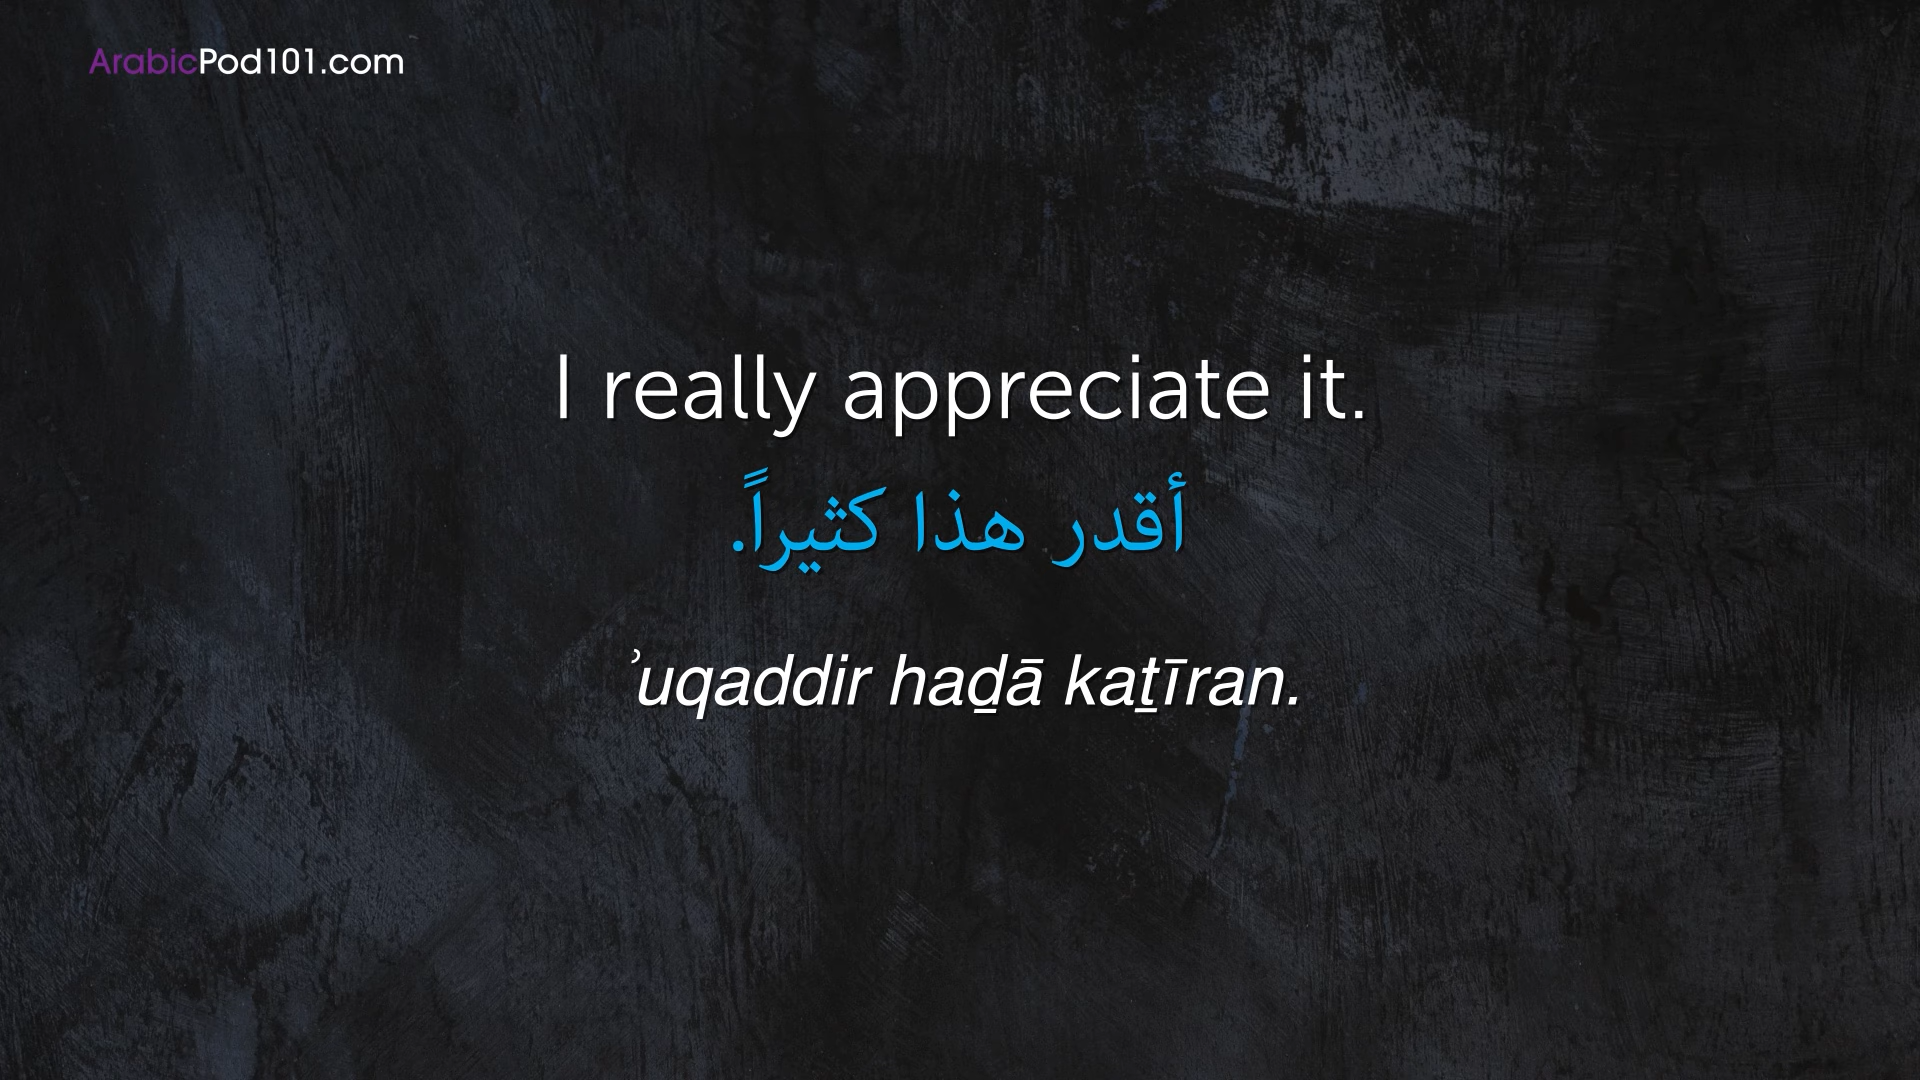 ArabicPod101.com
I really appreciate it.
أقدر هذا كثيراً.
ʾuqaddir haḏā kaṯīran.